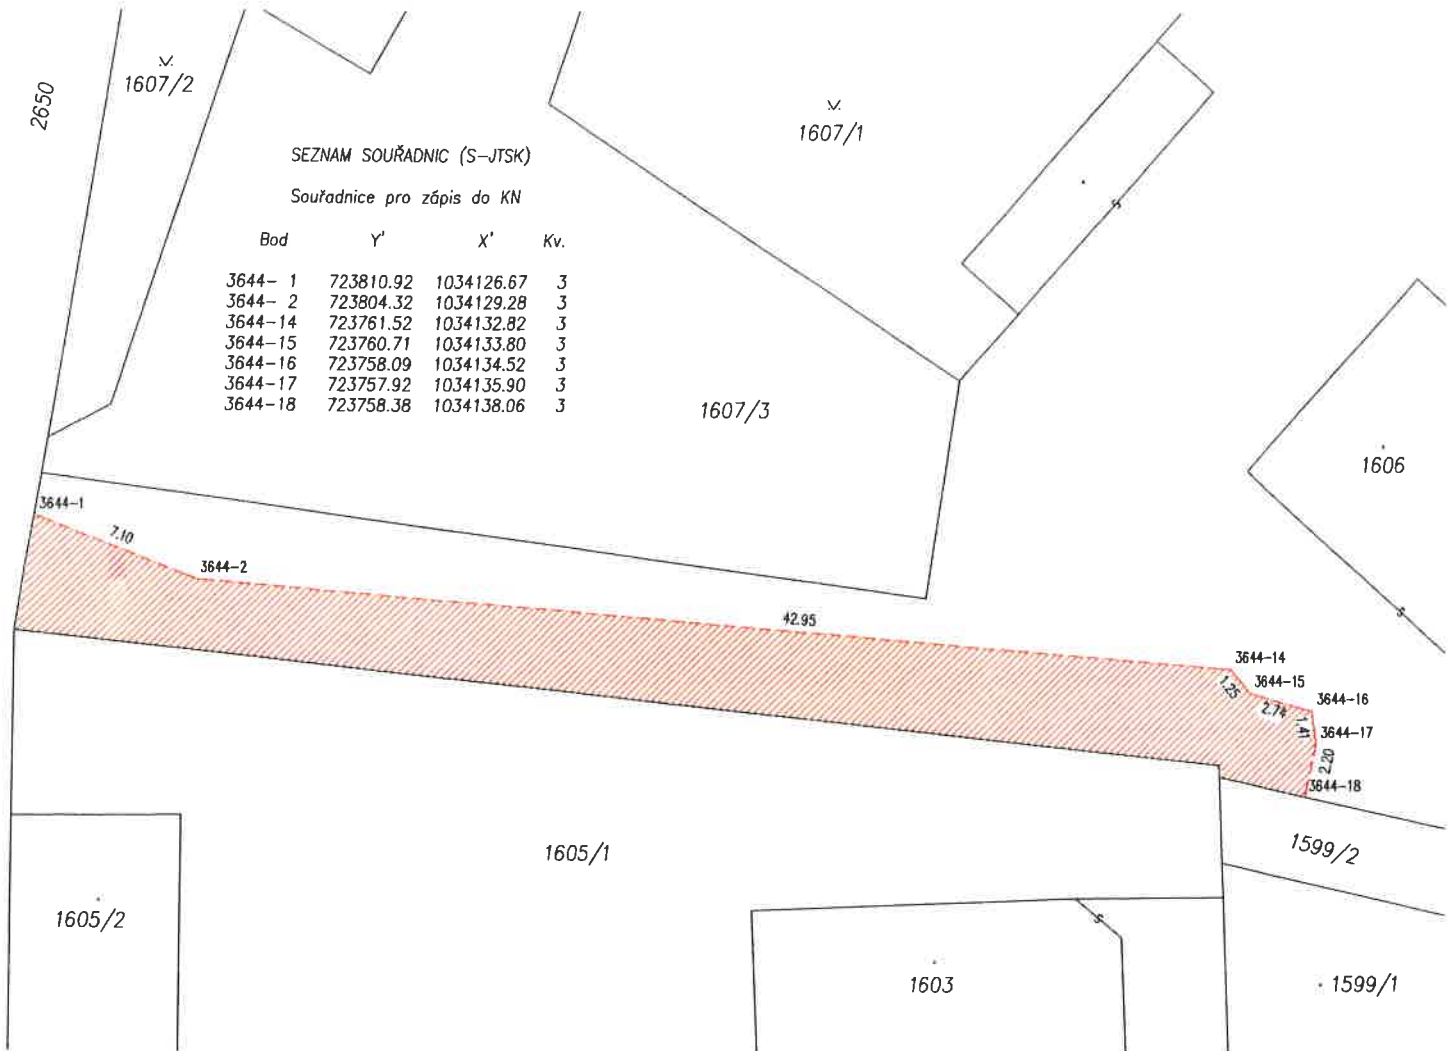 2650
1607/2
1607/1
SEZNAM SOUŘADNIC (S-JTSK)
Souřadnice pro zápis do KN
Bod Y' X' Kv.
3644- 1 723810.92 1034126.67 3
3644- 2 723804.32 1034129.28 3
3644-14 723761.52 1034132.82 3
3644-15 723760.71 1034133.80 3
3644-16 723758.09 1034134.52 3
3644-17 723757.92 1034135.90 3
3644-18 723758.38 1034138.06 3
s
1607/3
1606
3644-1
7.10
3644-2
s
42.95
3644-14
1.25
3644-15
2.74
3644-16
1.41
3644-17
2.20
3644-18
1599/2
1605/1
1605/2
s
1603
1599/1